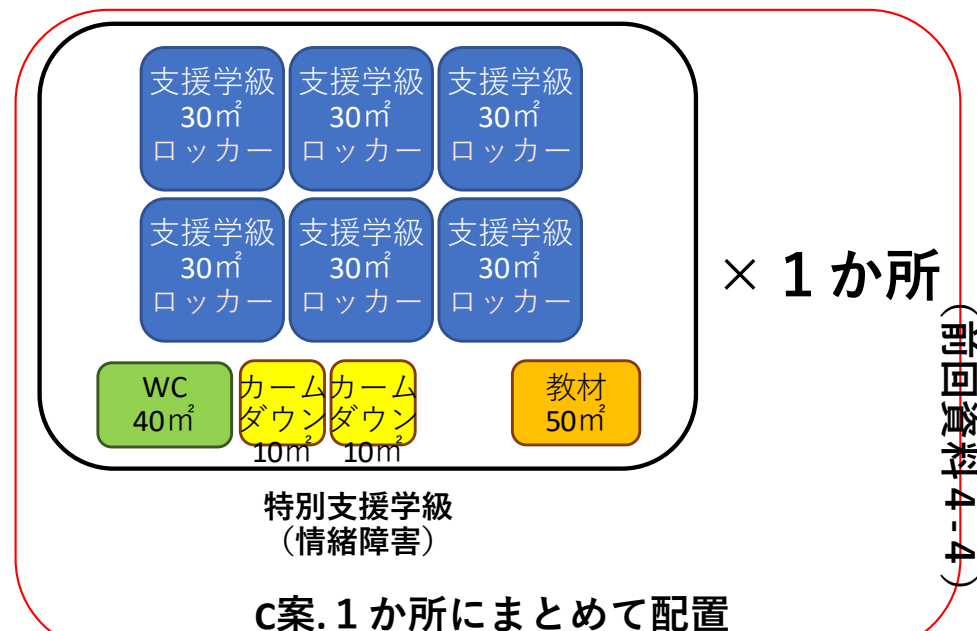 支援学級
30㎡
ロッカー
支援学級
30㎡
ロッカー
支援学級
30㎡
ロッカー
支援学級
30㎡
ロッカー
支援学級
30㎡
ロッカー
支援学級
30㎡
ロッカー
×１か所
WC
40㎡
カーム
ダウン
10㎡
カーム
ダウン
10㎡
教材
50㎡
（前回資料４-４）
特別支援学級
（情緒障害）
C案.１か所にまとめて配置